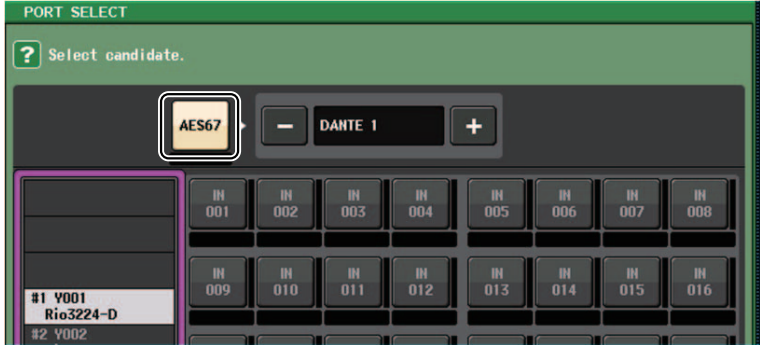 PORT SELECT
? Select candidate.
AES67 − DANTE 1 +
IN 001 IN 002 IN 003 IN 004 IN 005 IN 006 IN 007 IN 008
IN 009 IN 010 IN 011 IN 012 IN 013 IN 014 IN 015 IN 016
#1 Y001
Rio3224-D
#2 Y002